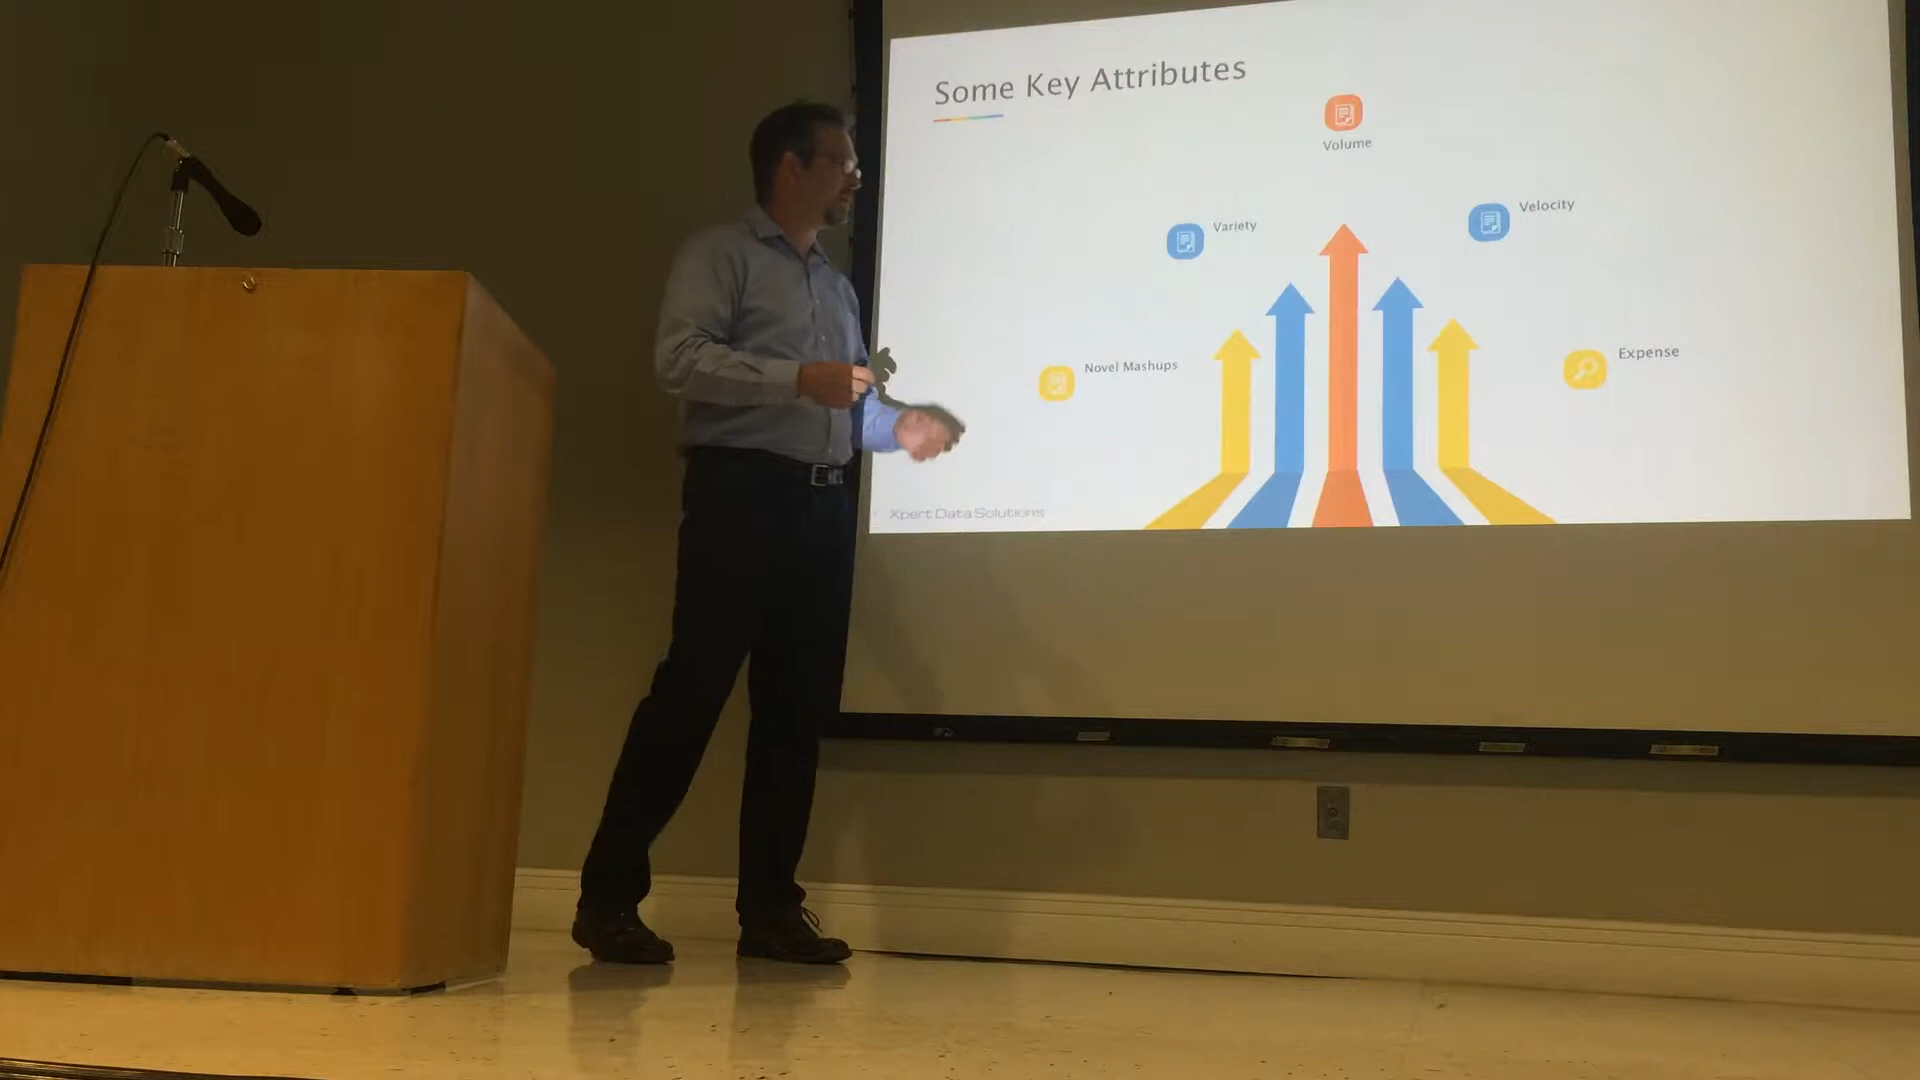 Some Key Attributes
Volume
Variety
Velocity
Novel Mashups
Expense
Xpert Data Solutions